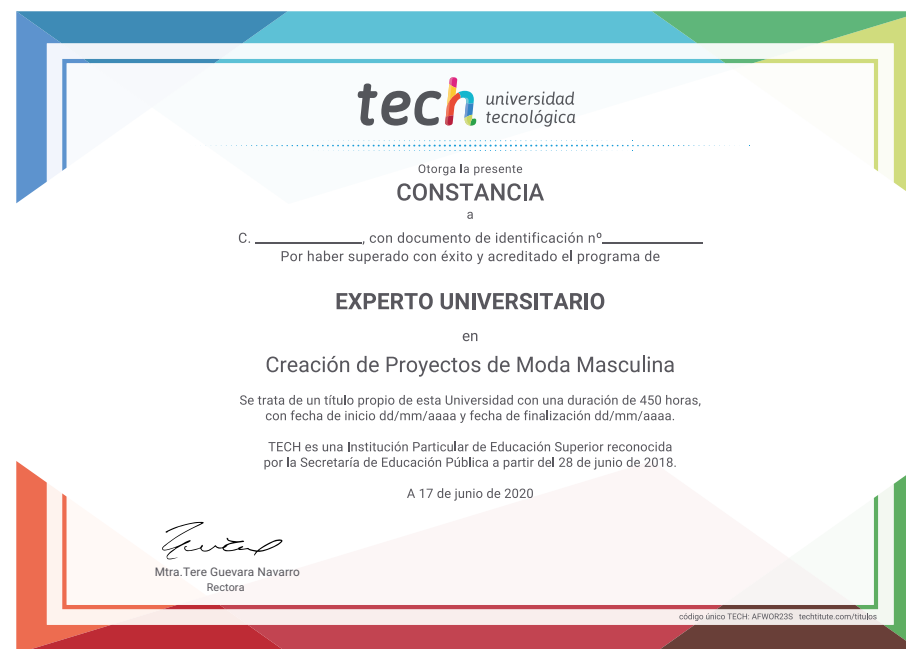 tech universidad
tecnológica
Otorga la presente
CONSTANCIA
a
C. ______________, con documento de identificación nº______________
Por haber superado con éxito y acreditado el programa de
EXPERTO UNIVERSITARIO
en
Creación de Proyectos de Moda Masculina
Se trata de un título propio de esta Universidad con una duración de 450 horas,
con fecha de inicio dd/mm/aaaa y fecha de finalización dd/mm/aaaa.
TECH es una Institución Particular de Educación Superior reconocida
por la Secretaría de Educación Pública a partir del 28 de junio de 2018.
A 17 de junio de 2020
Mtra.Tere Guevara Navarro
Rectora
código único TECH: AFWOR23S techtitute.com/titulos